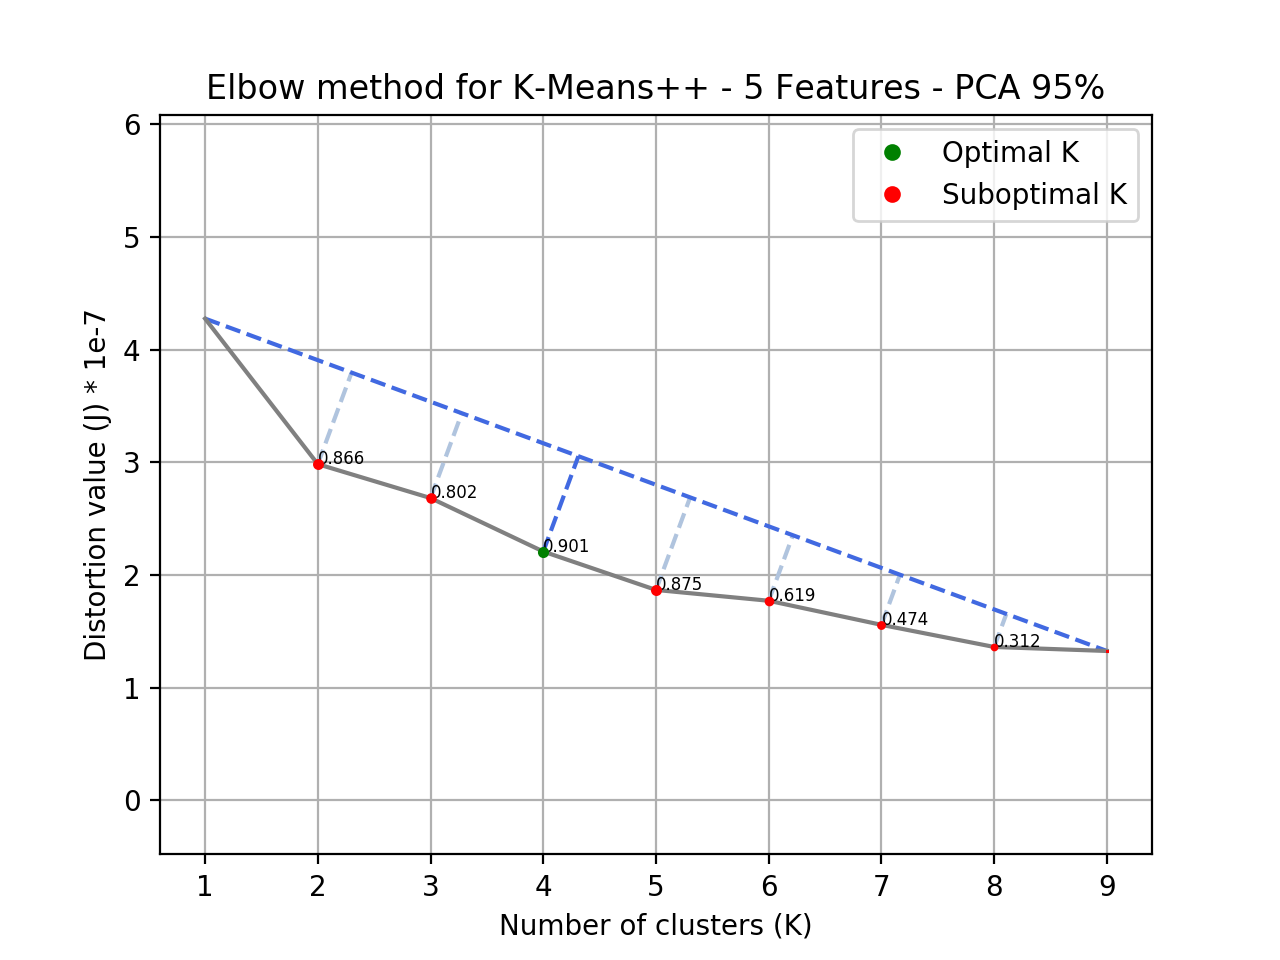 Elbow method for K-Means++ - 5 Features - PCA 95%
Optimal K
Suboptimal K
6
5
4
3
2
1
0
Distortion value (J) * 1e-7
0.866
0.802
0.901
0.875
0.619
0.474
0.312
1 2 3 4 5 6 7 8 9
Number of clusters (K)